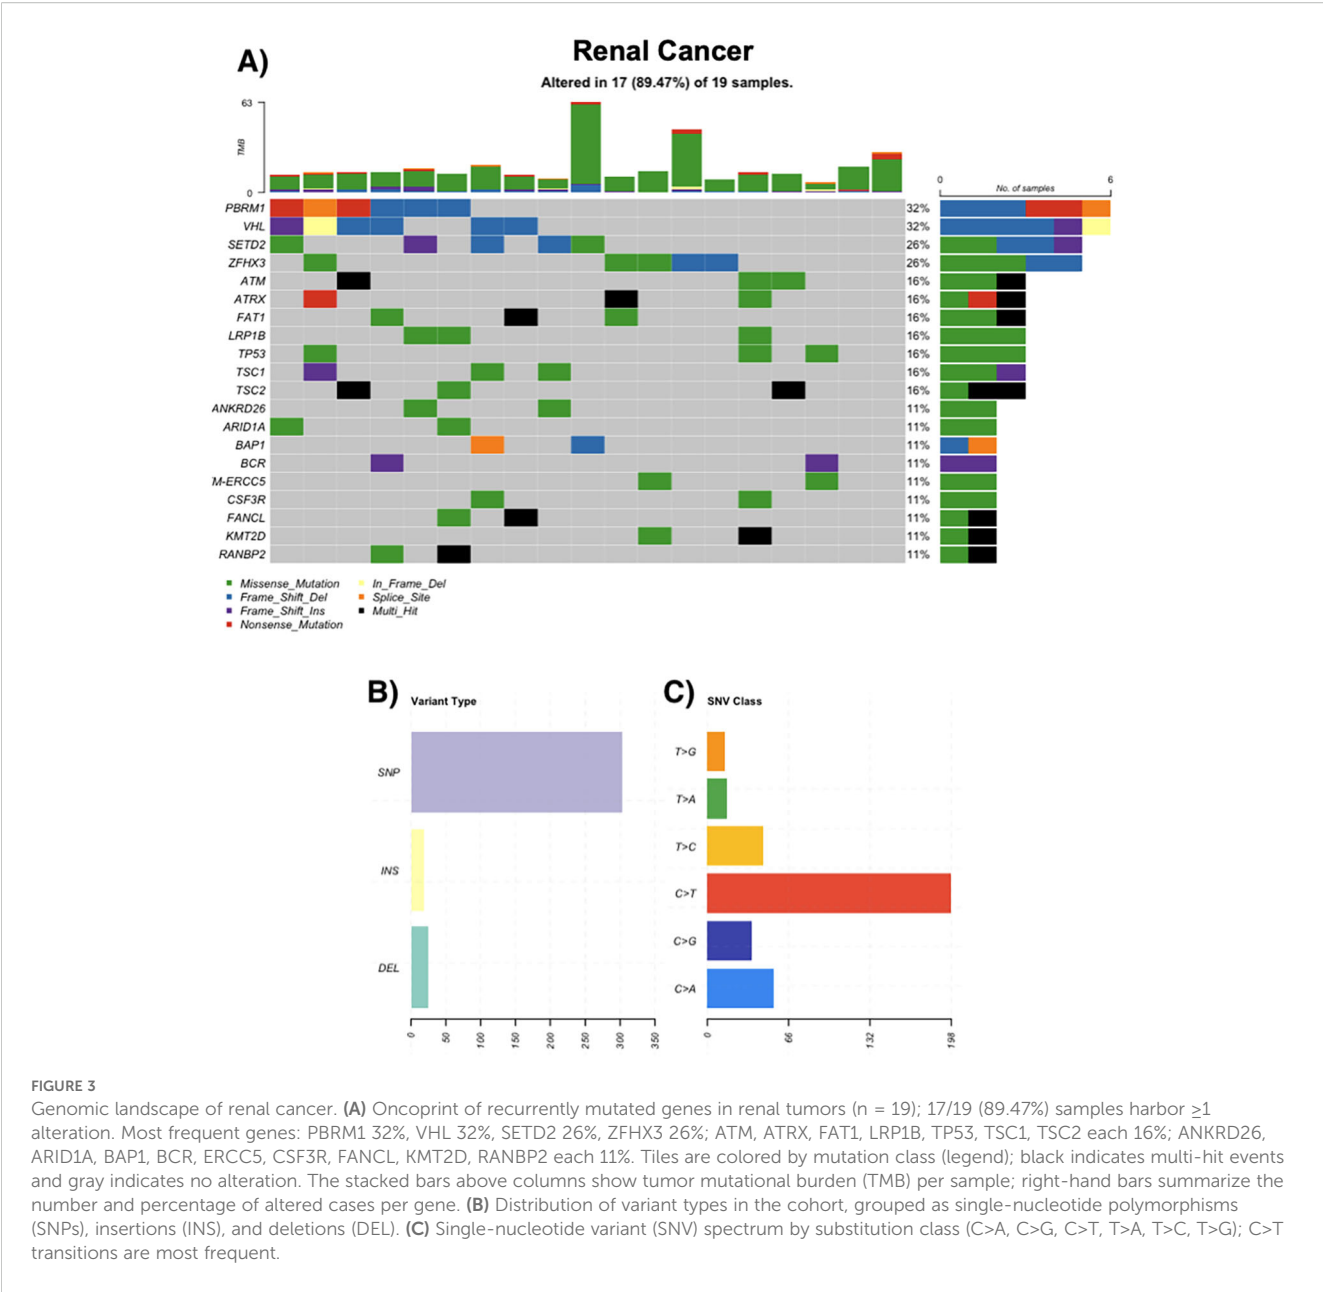 A)
Renal Cancer
Altered in 17 (89.47%) of 19 samples.
63
TMB
0
0
No. of samples
6
PBRM1
32%
VHL
32%
SETD2
26%
ZFHX3
26%
ATM
16%
ATRX
16%
FAT1
16%
LRP1B
16%
TP53
16%
TSC1
16%
TSC2
16%
ANKRD26
11%
ARID1A
11%
BAP1
11%
BCR
11%
M-ERCC5
11%
CSF3R
11%
FANCL
11%
KMT2D
11%
RANBP2
11%
Missense_Mutation
In_Frame_Del
Frame_Shift_Del
Splice_Site
Frame_Shift_Ins
Multi_Hit
Nonsense_Mutation
B)
Variant Type
SNP
INS
DEL
0
50
100
150
200
250
300
350
C)
SNV Class
T>G
T>A
T>C
C>T
C>G
C>A
0
66
132
198
FIGURE 3
Genomic landscape of renal cancer. (A) Oncoprint of recurrently mutated genes in renal tumors (n = 19); 17/19 (89.47%) samples harbor ≥1
alteration. Most frequent genes: PBRM1 32%, VHL 32%, SETD2 26%, ZFHX3 26%; ATM, ATRX, FAT1, LRP1B, TP53, TSC1, TSC2 each 16%; ANKRD26,
ARID1A, BAP1, BCR, ERCC5, CSF3R, FANCL, KMT2D, RANBP2 each 11%. Tiles are colored by mutation class (legend); black indicates multi-hit events
and gray indicates no alteration. The stacked bars above columns show tumor mutational burden (TMB) per sample; right-hand bars summarize the
number and percentage of altered cases per gene. (B) Distribution of variant types in the cohort, grouped as single-nucleotide polymorphisms
(SNPs), insertions (INS), and deletions (DEL). (C) Single-nucleotide variant (SNV) spectrum by substitution class (C>A, C>G, C>T, T>A, T>C, T>G); C>T
transitions are most frequent.